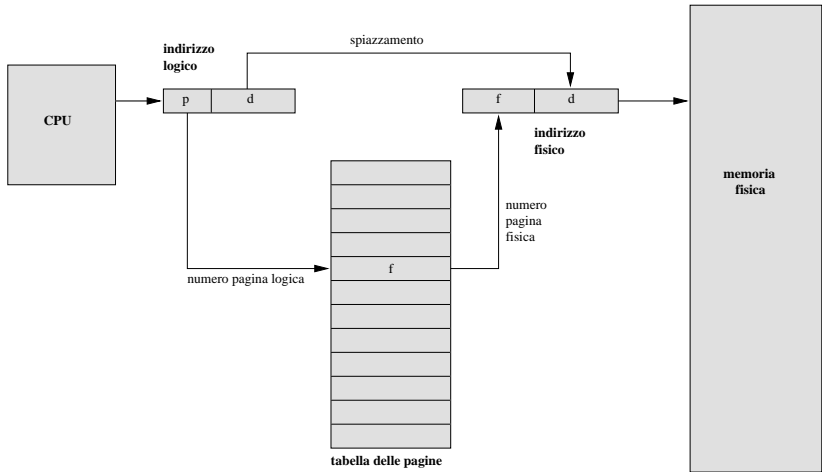 spiazzamento
indirizzo
logico
CPU
p
d
f
d
indirizzo
fisico
memoria
fisica
numero
pagina
fisica
f
numero pagina logica
tabella delle pagine